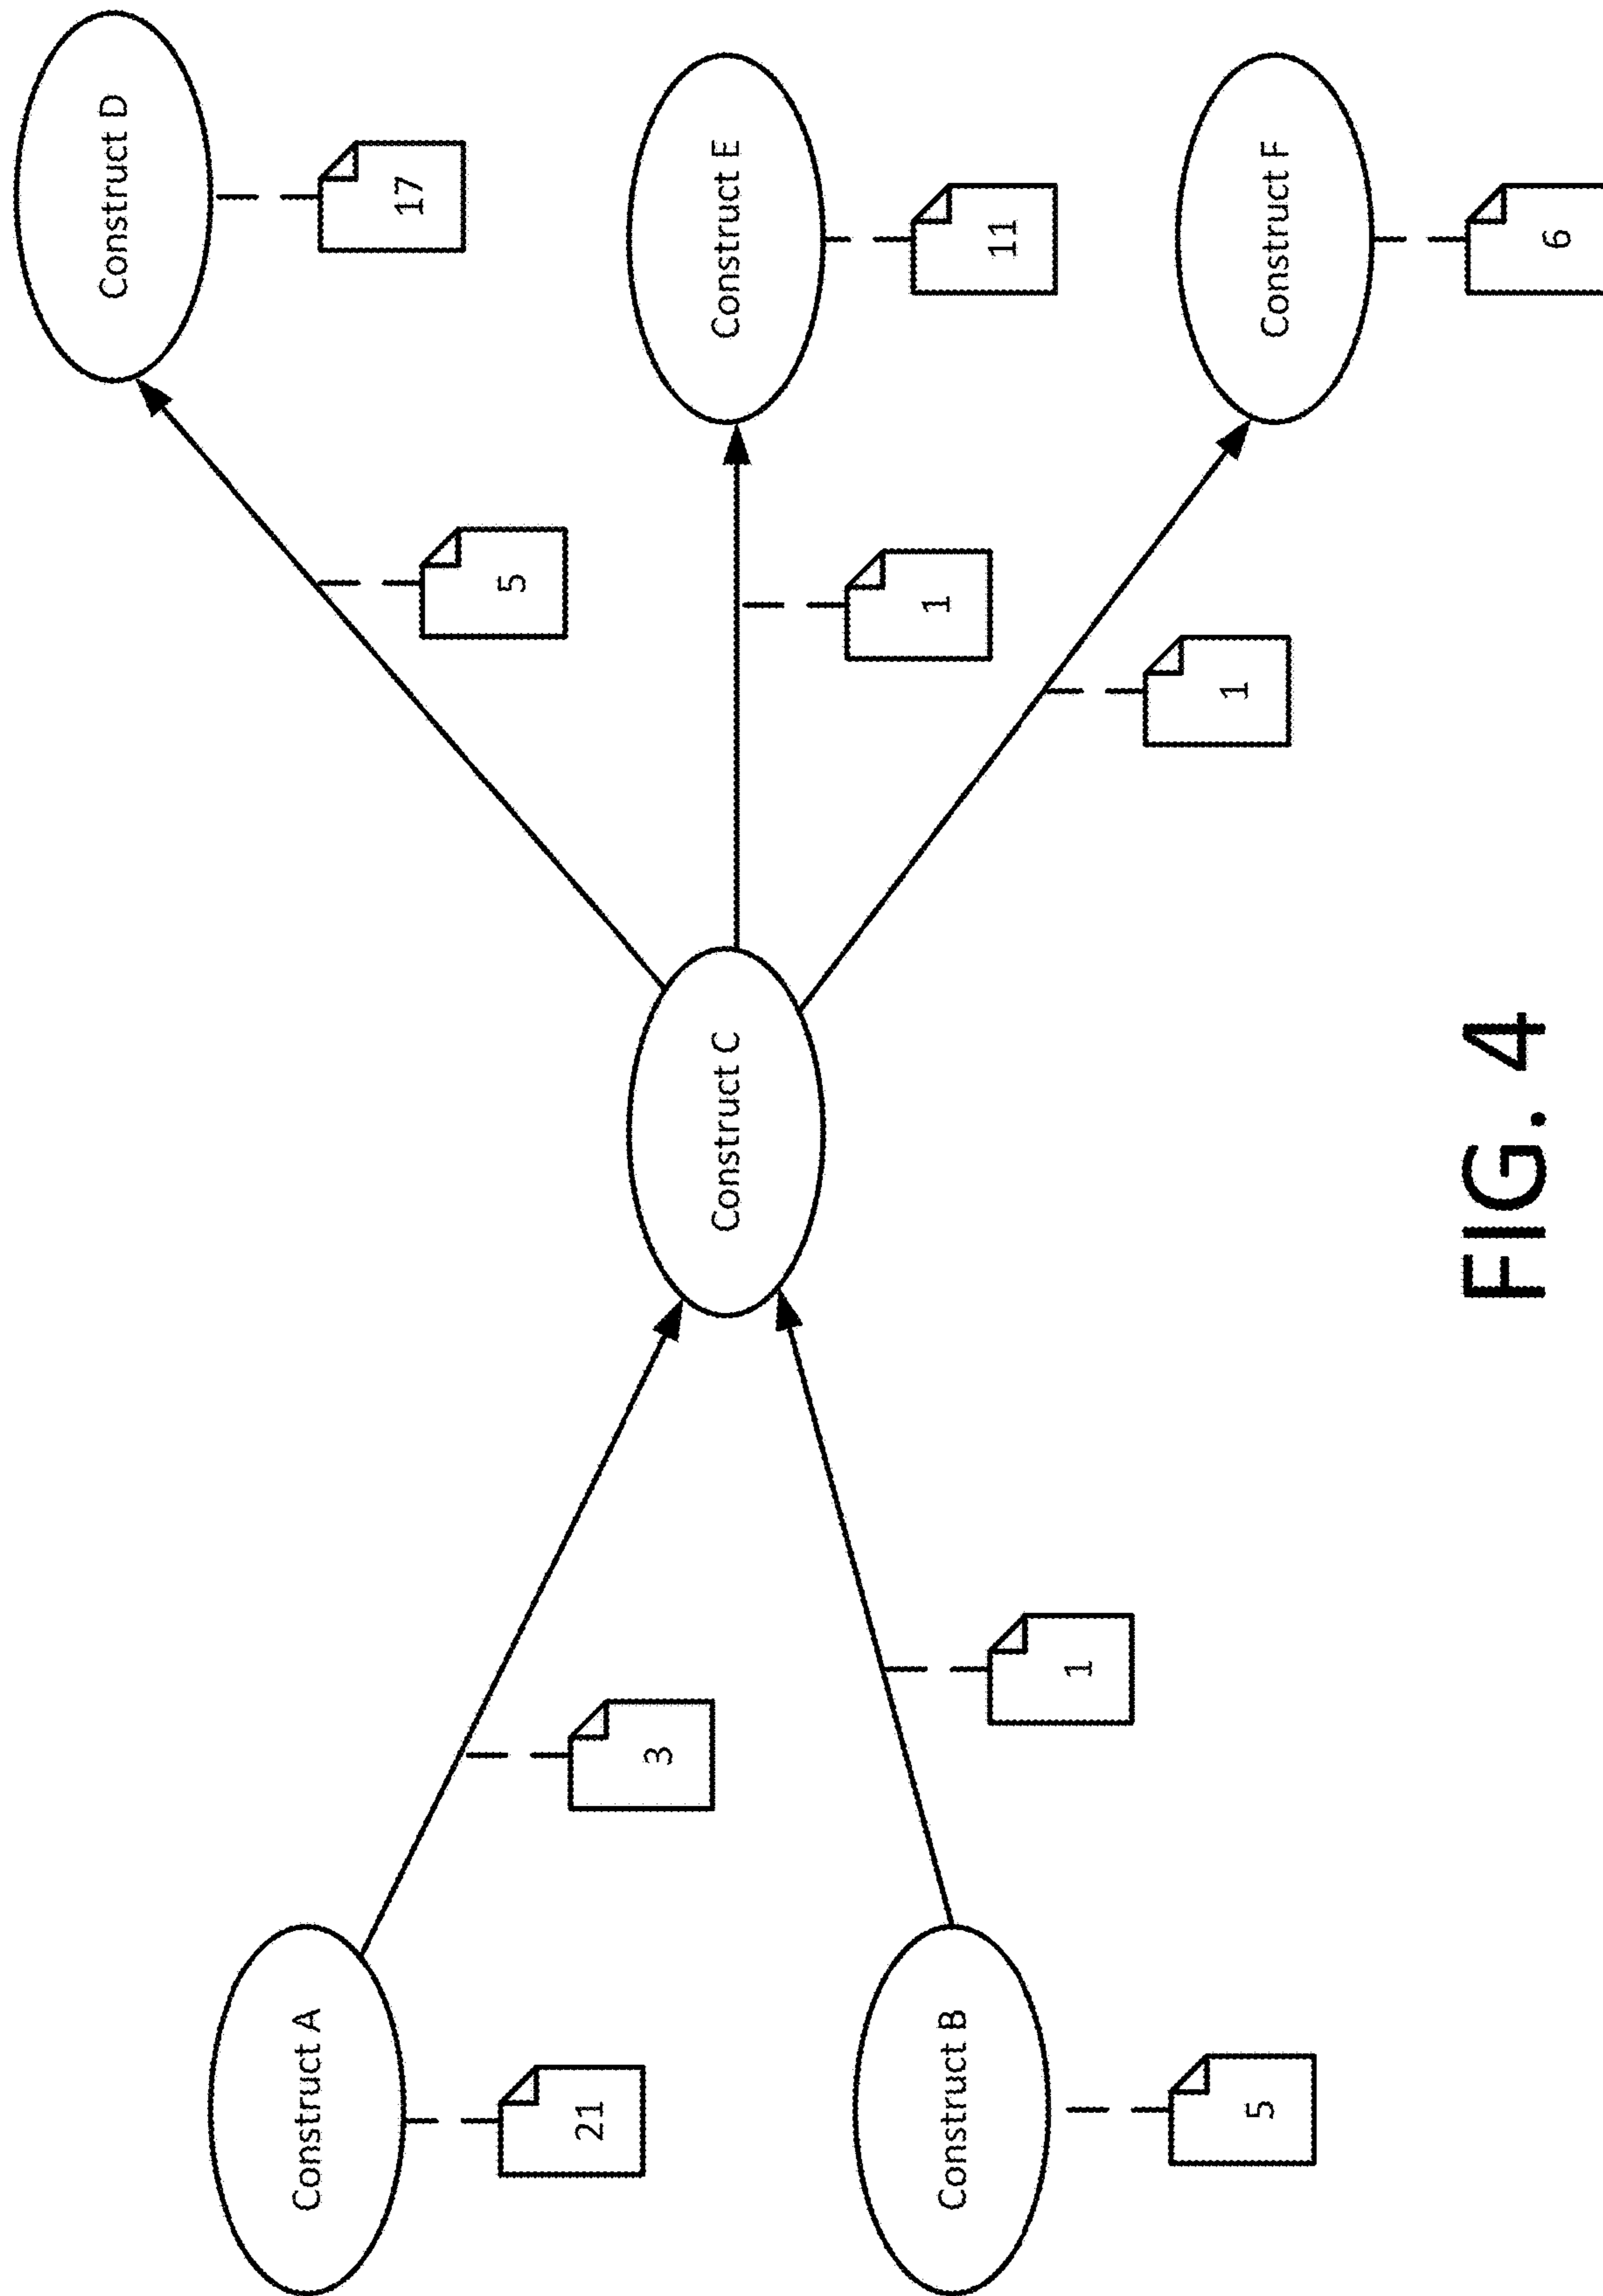 Construct A
21
Construct B
5
3
1
Construct C
5
1
1
Construct D
17
Construct E
11
Construct F
6
FIG. 4